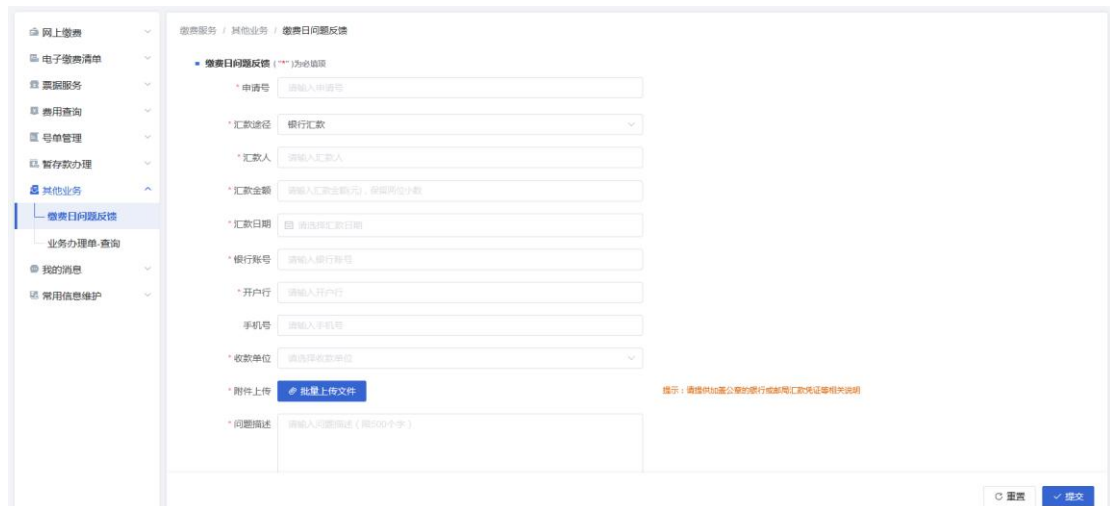 网上缴费
电子缴费清单
票据服务
费用查询
号单管理
暂存款办理
其他业务
缴费日问题反馈
业务办理单-查询
我的消息
常用信息维护
缴费服务 / 其他业务 / 缴费日问题反馈
缴费日问题反馈 ("*")为必填项
*申请号 请输入申请号
*汇款途径 银行汇款
*汇款人 请输入汇款人
*汇款金额 请输入汇款金额(元)，保留两位小数
*汇款日期 请选择汇款日期
*银行账号 请输入银行账号
*开户行 请输入开户行
手机号 请输入手机号
*收款单位 请选择收款单位
*附件上传 批量上传文件 提示：请提供加盖公章的银行或邮局汇款凭证等相关说明
*问题描述 请输入问题描述（限500个字）
重置 提交